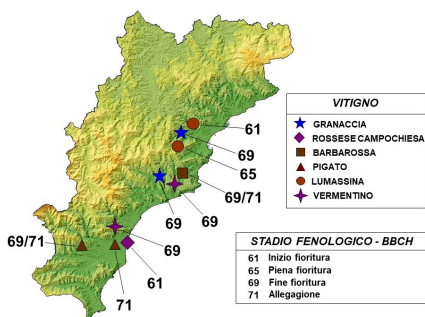 61
69
65
69/71
69
69
69/71
69
61
71
VITIGNO
GRANACCIA
ROSSESE CAMPOCHIESA
BARBAROSSA
PIGATO
LUMASSINA
VERMENTINO
STADIO FENOLOGICO - BBCH
61 Inizio fioritura
65 Piena fioritura
69 Fine fioritura
71 Allegagione